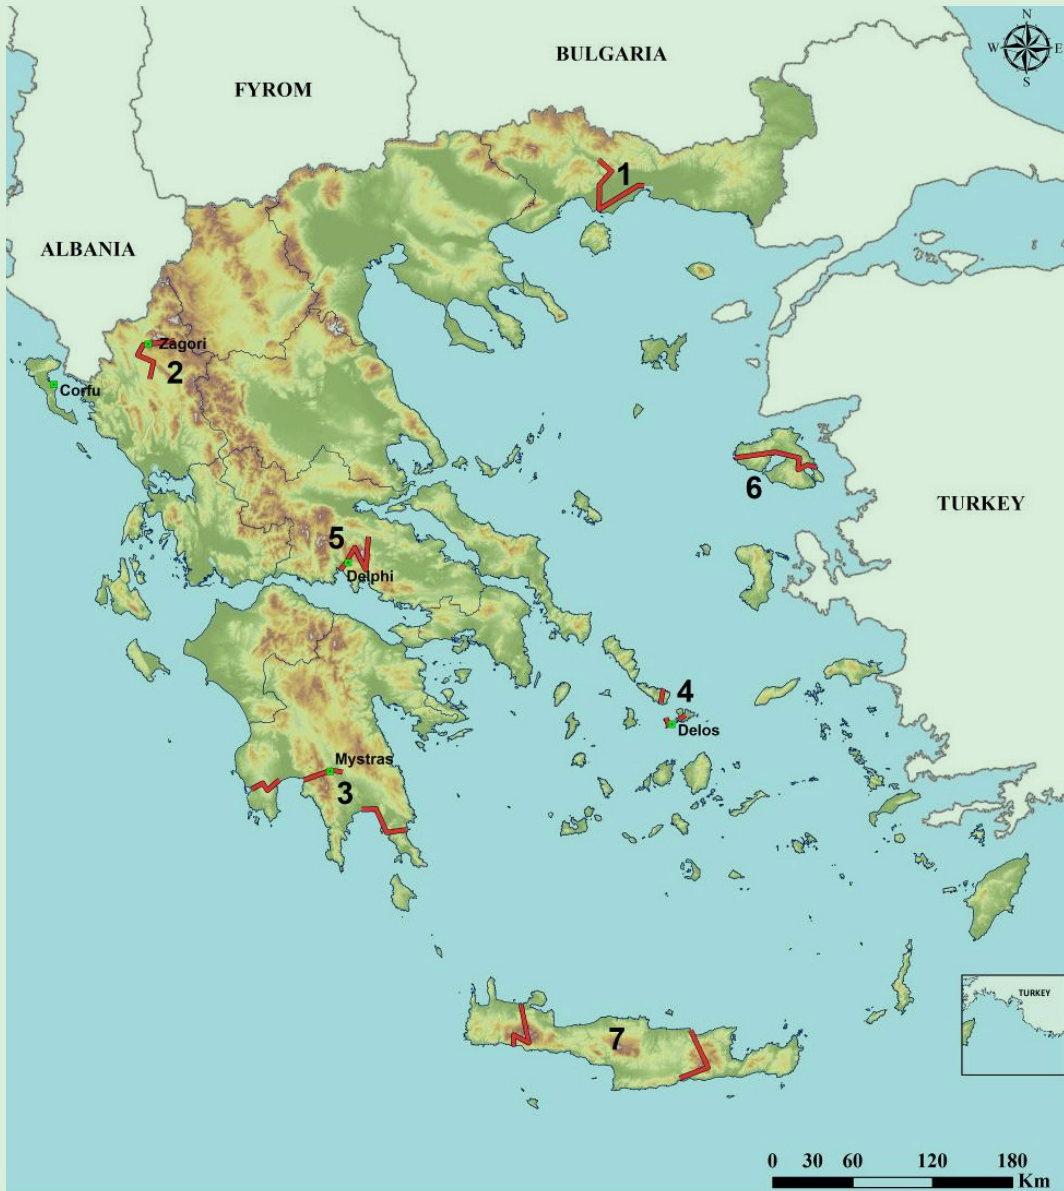 BULGARIA
N
W E
S
FYROM
1
ALBANIA
Zagori
2
Corfu
6
TURKEY
5
Delphi
4
Delos
Mystras
3
TURKEY
7
0 30 60 120 180
Km